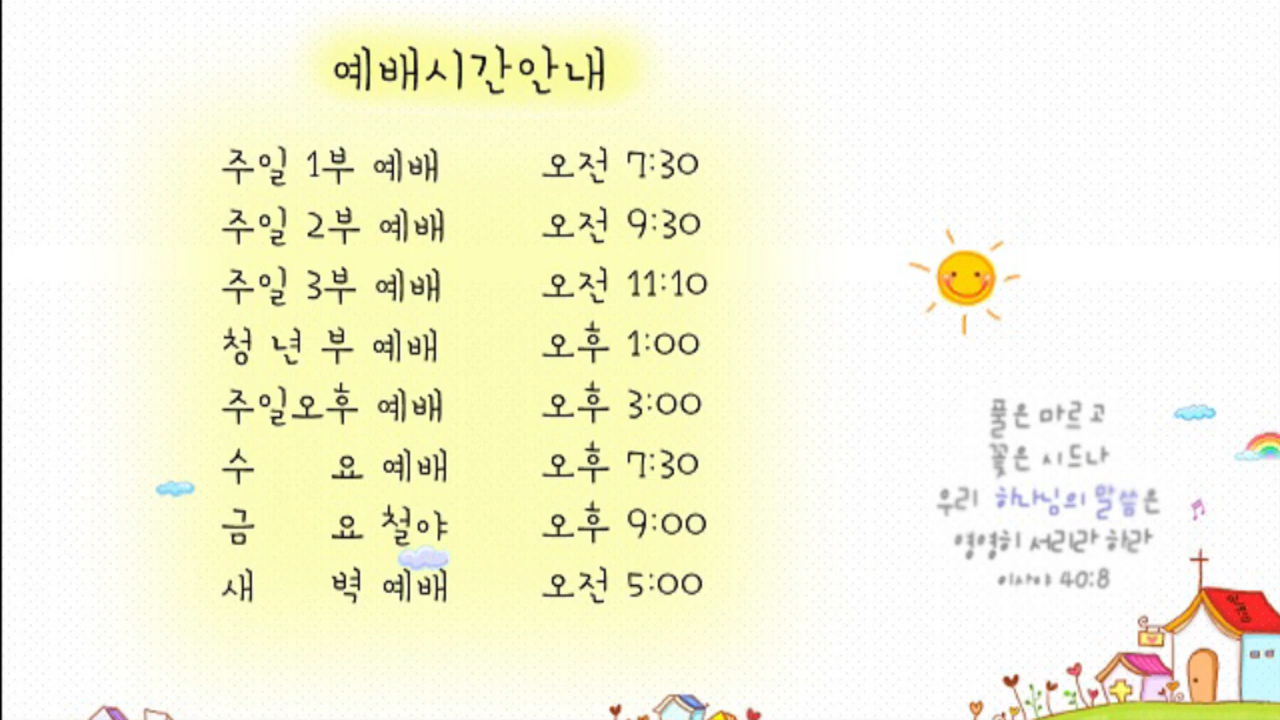 예배시간안내
주일 1부 예배 오전 7:30
주일 2부 예배 오전 9:30
주일 3부 예배 오전 11:10
청 년 부 예배 오후 1:00
주일오후 예배 오후 3:00
수 요 예배 오후 7:30
금 요 철야 오후 9:00
새 벽 예배 오전 5:00
풀은 마르고
꽃은 시드나
우리 하나님의 말씀은
영영히 서리라 하라
이사야 40:8